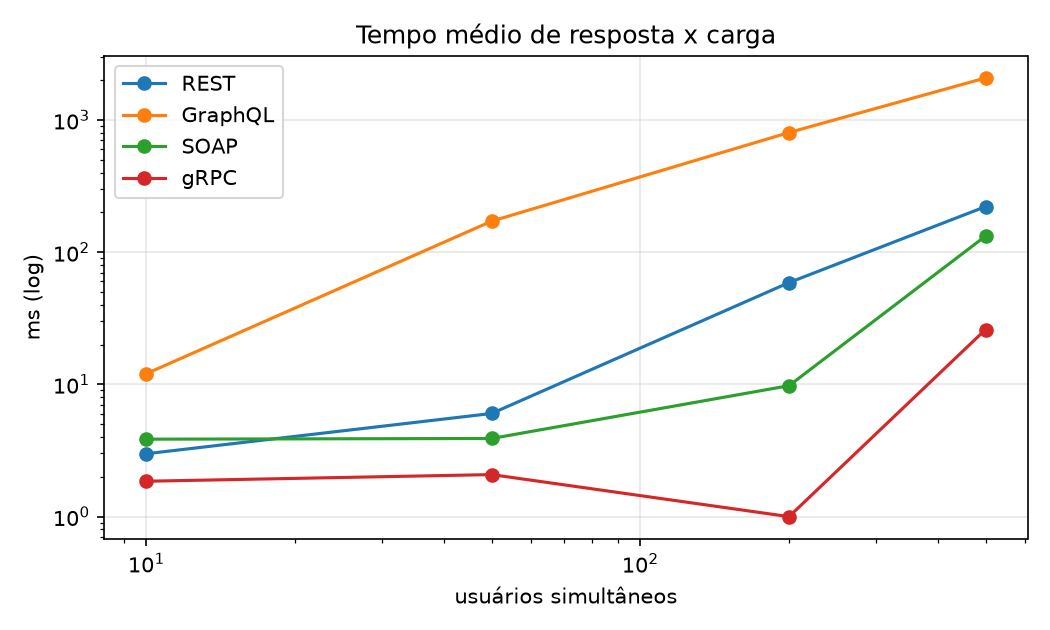 Tempo médio de resposta x carga
REST
GraphQL
SOAP
gRPC
ms (log)
10³
10²
10¹
10⁰
10¹
10²
usuários simultâneos